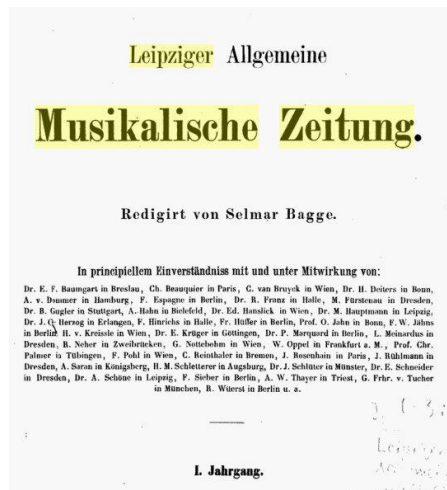 Leipziger Allgemeine
Musikalische Zeitung.
Redigirt von Selmar Bagge.
In principiellem Einverständniss mit und unter Mitwirkung von:
Dr. E. F. Baumgart in Breslau, Ch. Beauquier in Paris, C. van Bruyck in Wien, Dr. H. Deiters in Bonn,
A. v. Dommer in Hamburg, F. Espagne in Berlin, Dr. R. Franz in Halle, M. Fürstenau in Dresden,
Dr. B. Gugler in Stuttgart, A. Hahn in Bielefeld, Dr. Ed. Hanslick in Wien, Dr. M. Hauptmann in Leipzig,
Dr. J. Herzog in Erlangen, F. Hinrichs in Halle, Fr. Hüffer in Berlin, Prof. O. Jahn in Bonn, F. W. Jähns
in Berlin, H. v. Kreissle in Wien, Dr. E. Krüger in Göttingen, Dr. P. Marquard in Berlin, L. Meinardus in
Dresden, R. Neher in Zweibrücken, G. Nottebohm in Wien, W. Oppel in Frankfurt a. M., Prof. Chr.
Palmer in Tübingen, F. Pohl in Wien, C. Reinthaler in Bremen, J. Rosenhain in Paris, J. Rühlmann in
Dresden, A. Saran in Königsberg, H. M. Schletterer in Augsburg, Dr. J. Schlüter in Münster, Dr. E. Schneider
in Dresden, Dr. A. Schöne in Leipzig, F. Sieber in Berlin, A. W. Thayer in Triest, G. Frhr. v. Tucher
in München, R. Wüerst in Berlin u. a.
I. Jahrgang.